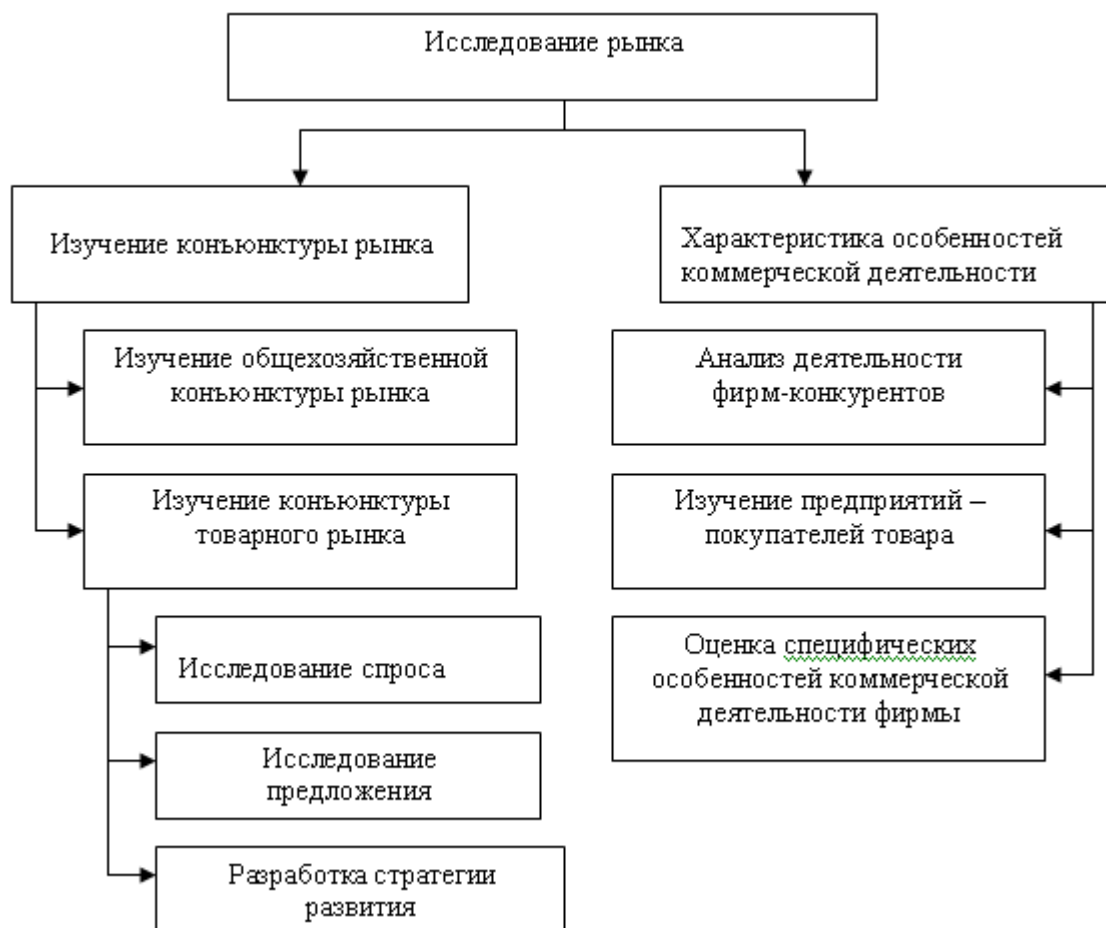 Исследование рынка
Изучение конъюнктуры рынка
Характеристика особенностей
коммерческой деятельности
Изучение общехозяйственной
конъюнктуры рынка
Анализ деятельности
фирм-конкурентов
Изучение конъюнктуры
товарного рынка
Изучение предприятий –
покупателей товара
Исследование спроса
Оценка специфических
особенностей коммерческой
деятельности фирмы
Исследование
предложения
Разработка стратегии
развития